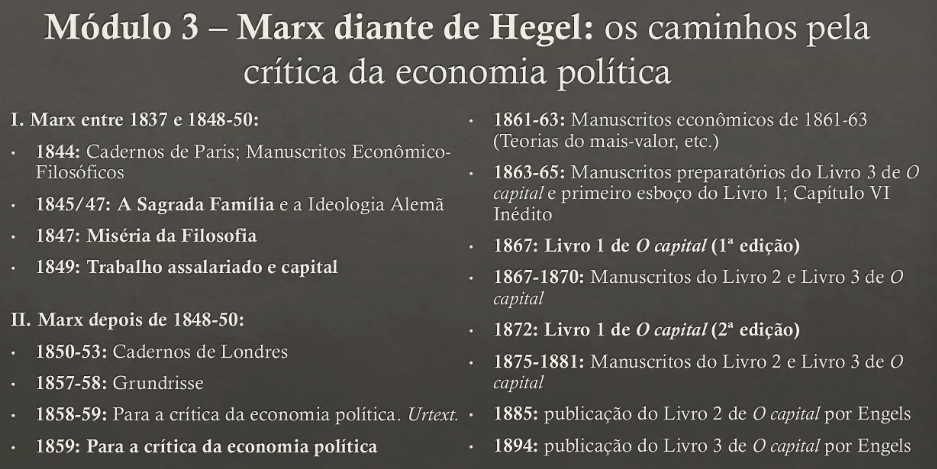 Módulo 3 – Marx diante de Hegel: os caminhos pela
crítica da economia política
I. Marx entre 1837 e 1848-50:
• 1844: Cadernos de Paris; Manuscritos Econômico-
Filosóficos
• 1845/47: A Sagrada Família e a Ideologia Alemã
• 1847: Miséria da Filosofia
• 1849: Trabalho assalariado e capital
II. Marx depois de 1848-50:
• 1850-53: Cadernos de Londres
• 1857-58: Grundrisse
• 1858-59: Para a crítica da economia política. Urtext.
• 1859: Para a crítica da economia política
• 1861-63: Manuscritos econômicos de 1861-63
(Teorias do mais-valor, etc.)
• 1863-65: Manuscritos preparatórios do Livro 3 de O
capital e primeiro esboço do Livro 1; Capítulo VI
Inédito
• 1867: Livro 1 de O capital (1ª edição)
• 1867-1870: Manuscritos do Livro 2 e Livro 3 de O
capital
• 1872: Livro 1 de O capital (2ª edição)
• 1875-1881: Manuscritos do Livro 2 e Livro 3 de O
capital
• 1885: publicação do Livro 2 de O capital por Engels
• 1894: publicação do Livro 3 de O capital por Engels